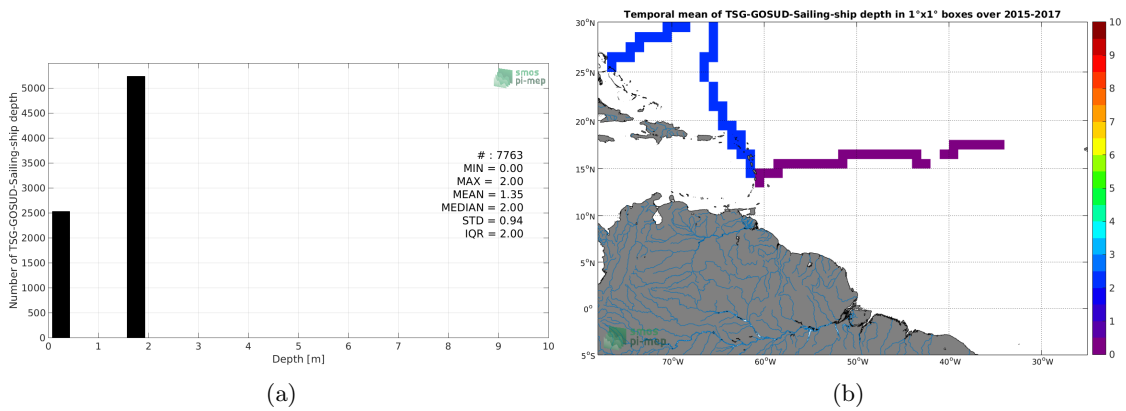 Number of TSG-GOSUD-Sailing-ship depth
5000
4500
4000
3500
3000
2500
2000
1500
1000
500
0
0 1 2 3 4 5 6 7 8 9 10
Depth [m]
smos
pi-mep
# : 7763
MIN = 0.00
MAX = 2.00
MEAN = 1.35
MEDIAN = 2.00
STD = 0.94
IQR = 2.00
(a)
Temporal mean of TSG-GOSUD-Sailing-ship depth in 1°x1° boxes over 2015-2017
30°N
25°N
20°N
15°N
10°N
5°N
0°
5°S
70°W 60°W 50°W 40°W 30°W
smos
pi-mep
10
9
8
7
6
5
4
3
2
1
0
(b)